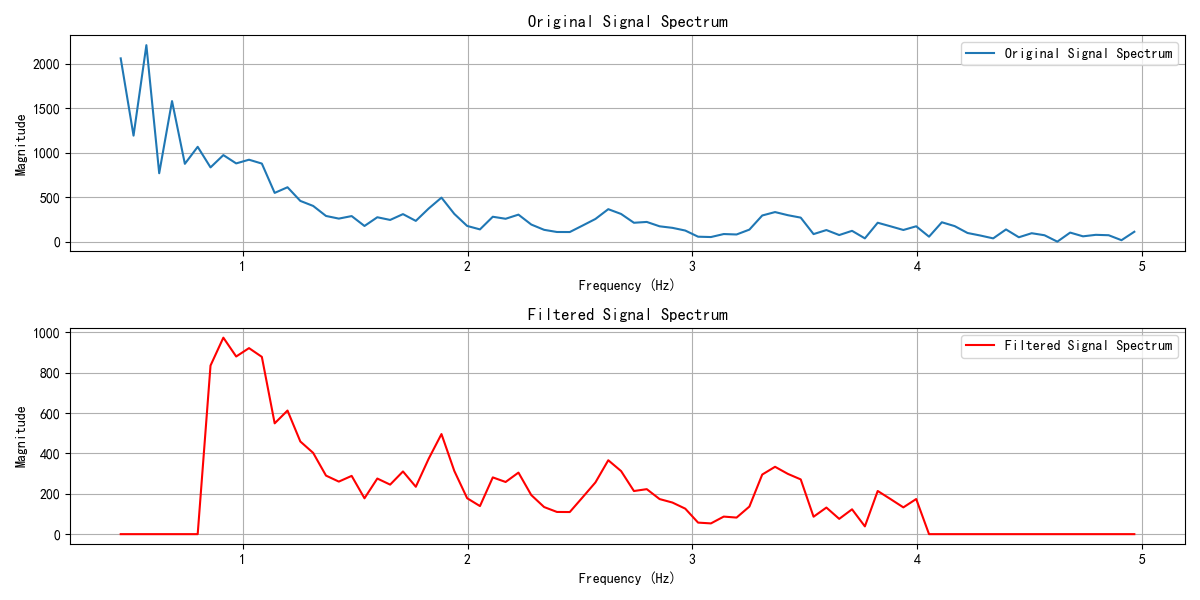 Original Signal Spectrum
Original Signal Spectrum
Magnitude
2000
1500
1000
500
0
1 2 3 4 5
Frequency (Hz)
Filtered Signal Spectrum
Filtered Signal Spectrum
Magnitude
1000
800
600
400
200
0
1 2 3 4 5
Frequency (Hz)